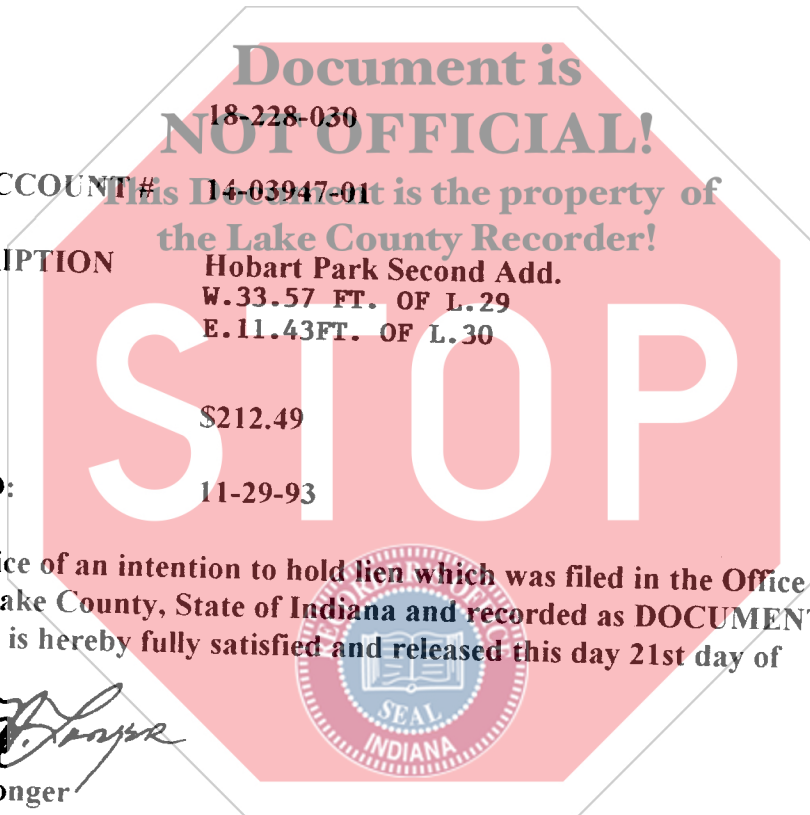 Document is
18-228-030
NOT OFFICIAL!
CCOUNT # 14-03947-01
This Document is the property of
the Lake County Recorder!
IPTION Hobart Park Second Add.
W.33.57 FT. OF L.29
E.11.43FT. OF L.30
STOP
$212.49
: 11-29-93
ice of an intention to hold lien which was filed in the Office
ake County, State of Indiana and recorded as DOCUMENT
is hereby fully satisfied and released this day 21st day of
SEAL
INDIANA
onger